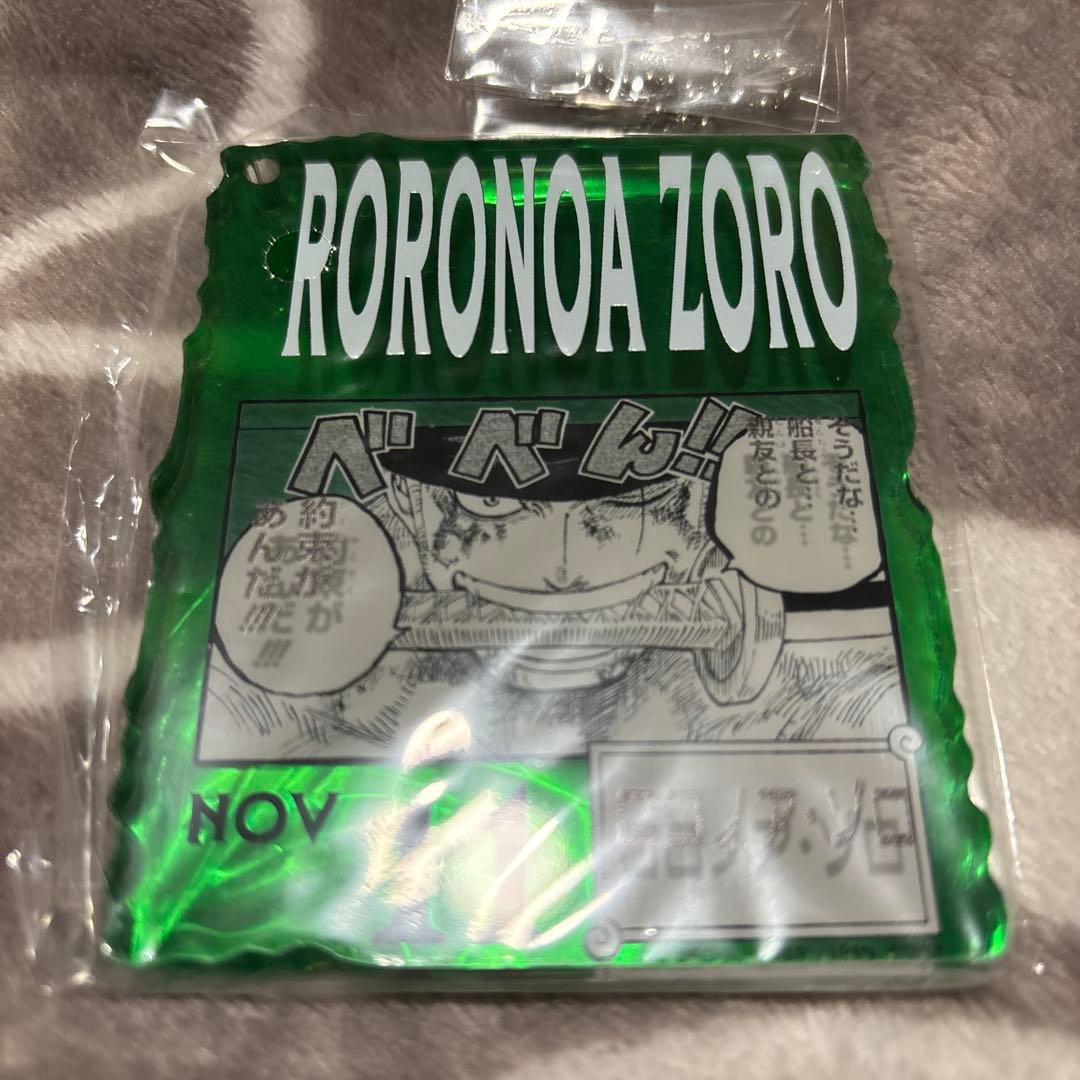 RORONOA ZORO
べべん!!
そうだな…
船長と…
親友との
約束が
あんだ!!!
NOV
11
ロロノア・ゾロ